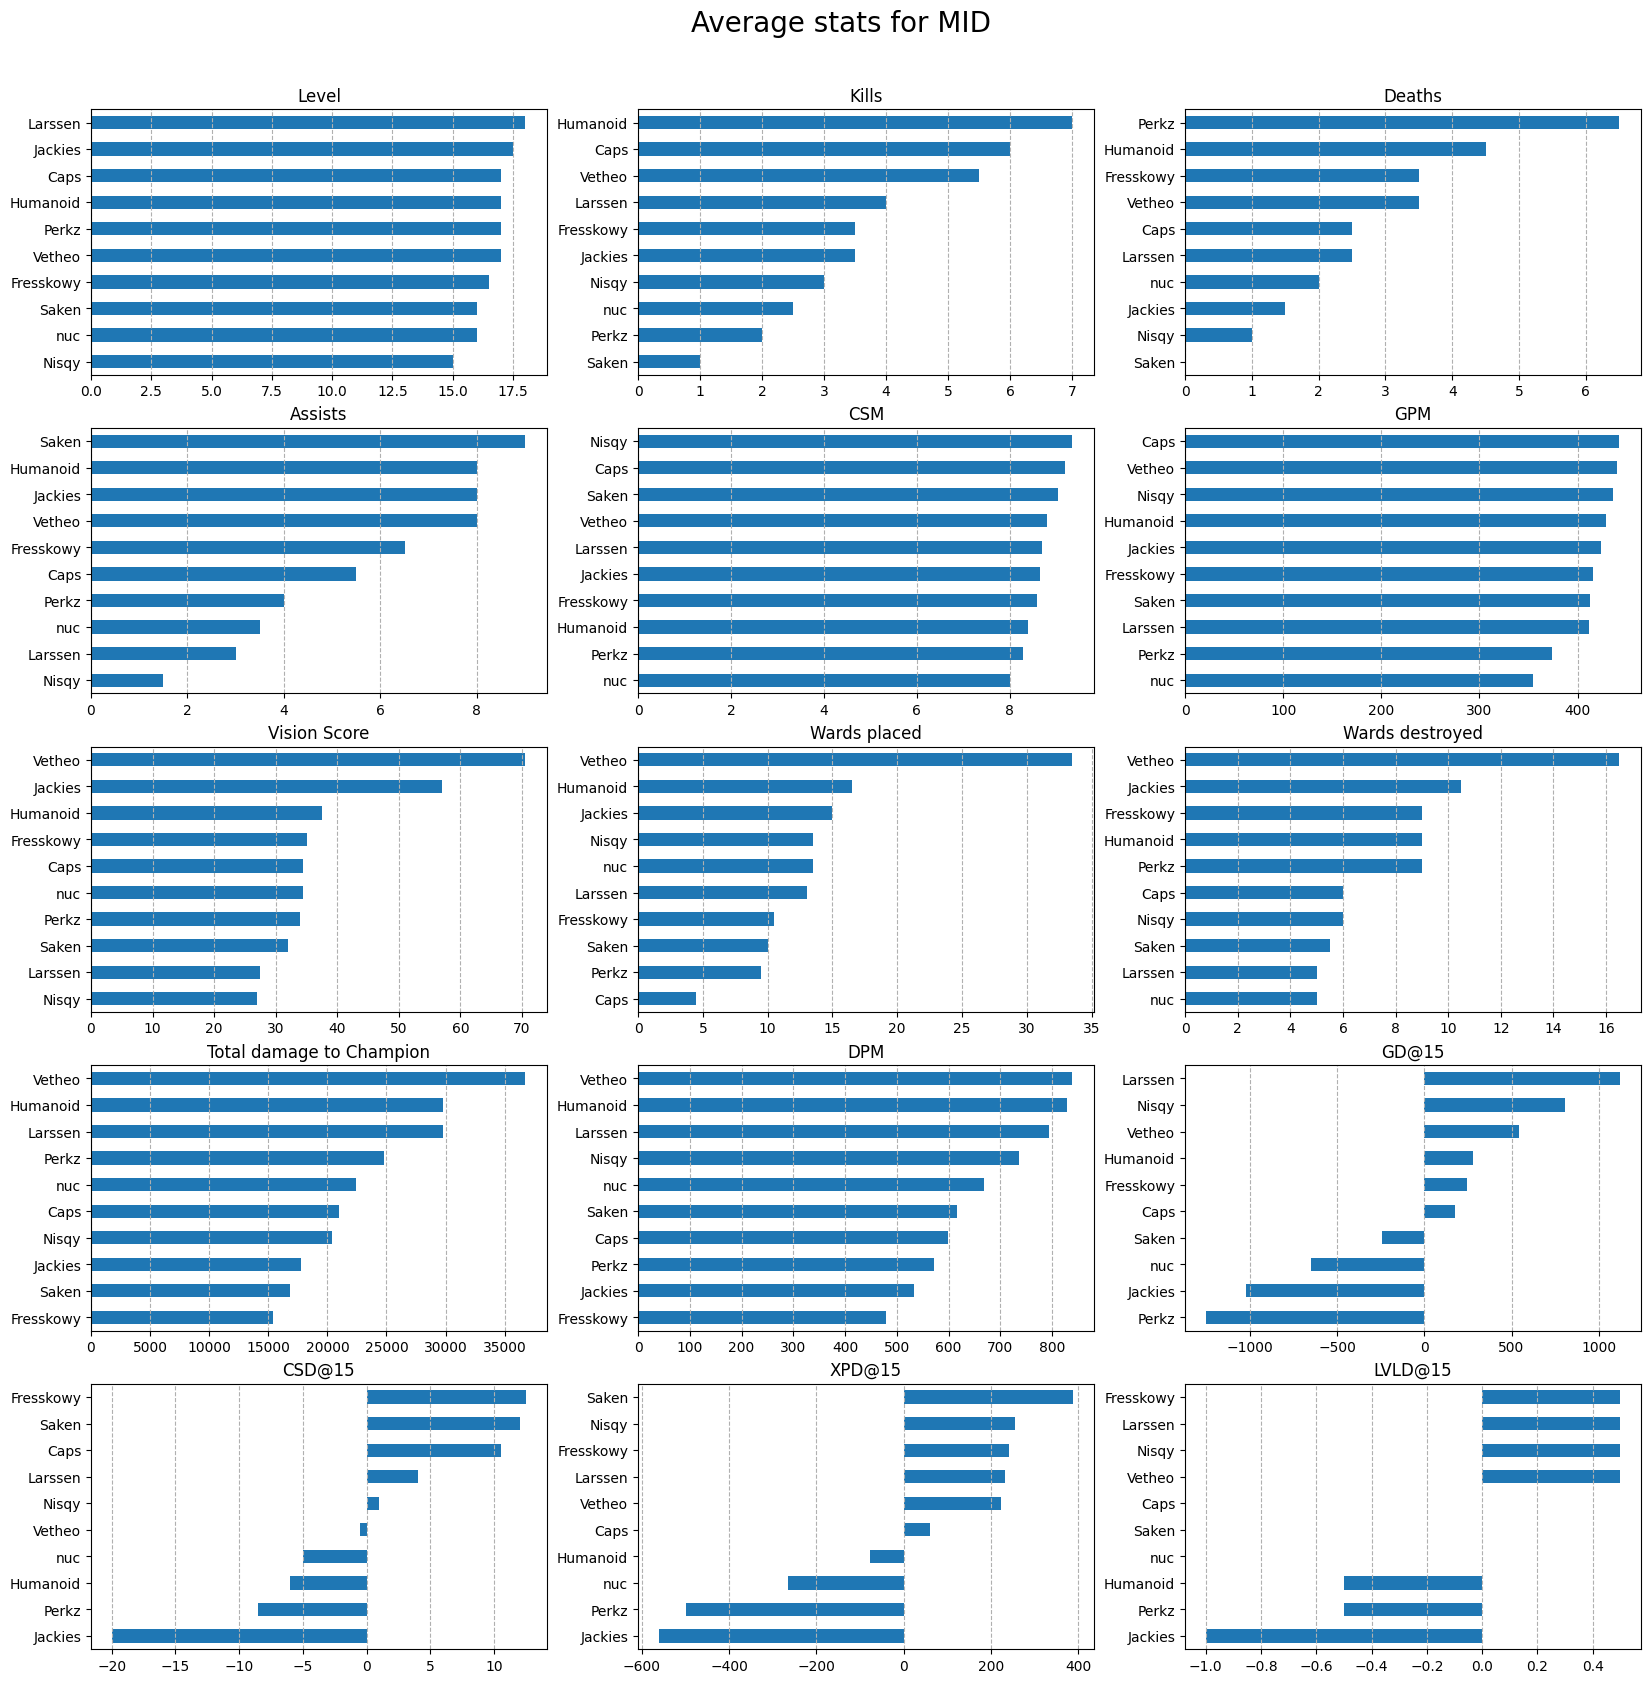 Average stats for MID
Level
Larssen
Jackies
Caps
Humanoid
Perkz
Vetheo
Fresskowy
Saken
nuc
Nisqy
0.0 2.5 5.0 7.5 10.0 12.5 15.0 17.5
Kills
Humanoid
Caps
Vetheo
Larssen
Fresskowy
Jackies
Nisqy
nuc
Perkz
Saken
0 1 2 3 4 5 6 7
Deaths
Perkz
Humanoid
Fresskowy
Vetheo
Caps
Larssen
nuc
Jackies
Nisqy
Saken
0 1 2 3 4 5 6
Assists
Saken
Humanoid
Jackies
Vetheo
Fresskowy
Caps
Perkz
nuc
Larssen
Nisqy
0 2 4 6 8
CSM
Nisqy
Caps
Saken
Vetheo
Larssen
Jackies
Fresskowy
Humanoid
Perkz
nuc
0 2 4 6 8
GPM
Caps
Vetheo
Nisqy
Humanoid
Jackies
Fresskowy
Saken
Larssen
Perkz
nuc
0 100 200 300 400
Vision Score
Vetheo
Jackies
Humanoid
Fresskowy
Caps
nuc
Perkz
Saken
Larssen
Nisqy
0 10 20 30 40 50 60 70
Wards placed
Vetheo
Humanoid
Jackies
Nisqy
nuc
Larssen
Fresskowy
Saken
Perkz
Caps
0 5 10 15 20 25 30 35
Wards destroyed
Vetheo
Jackies
Fresskowy
Humanoid
Perkz
Caps
Nisqy
Saken
Larssen
nuc
0 2 4 6 8 10 12 14 16
Total damage to Champion
Vetheo
Humanoid
Larssen
Perkz
nuc
Caps
Nisqy
Jackies
Saken
Fresskowy
0 5000 10000 15000 20000 25000 30000 35000
DPM
Vetheo
Humanoid
Larssen
Nisqy
nuc
Saken
Caps
Perkz
Jackies
Fresskowy
0 100 200 300 400 500 600 700 800
GD@15
Larssen
Nisqy
Vetheo
Humanoid
Fresskowy
Caps
Saken
nuc
Jackies
Perkz
−1000 −500 0 500 1000
CSD@15
Fresskowy
Saken
Caps
Larssen
Nisqy
Vetheo
nuc
Humanoid
Perkz
Jackies
−20 −15 −10 −5 0 5 10
XPD@15
Saken
Nisqy
Fresskowy
Larssen
Vetheo
Caps
Humanoid
nuc
Perkz
Jackies
−600 −400 −200 0 200 400
LVLD@15
Fresskowy
Larssen
Nisqy
Vetheo
Caps
Saken
nuc
Humanoid
Perkz
Jackies
−1.0 −0.8 −0.6 −0.4 −0.2 0.0 0.2 0.4